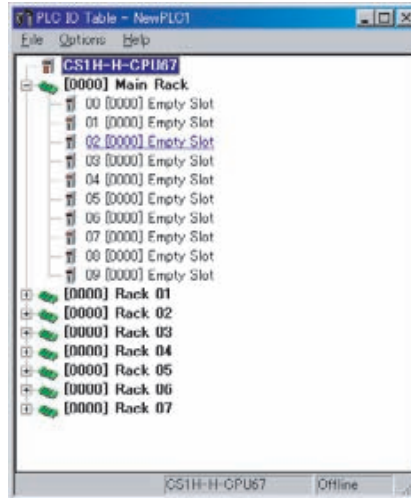 PLC IO Table - NewPLC1
File Options Help
CS1H-H-CPU67
[0000] Main Rack
00 [0000] Empty Slot
01 [0000] Empty Slot
02 [0000] Empty Slot
03 [0000] Empty Slot
04 [0000] Empty Slot
05 [0000] Empty Slot
06 [0000] Empty Slot
07 [0000] Empty Slot
08 [0000] Empty Slot
09 [0000] Empty Slot
[0000] Rack 01
[0000] Rack 02
[0000] Rack 03
[0000] Rack 04
[0000] Rack 05
[0000] Rack 06
[0000] Rack 07
CS1H-H-CPU67 Offline